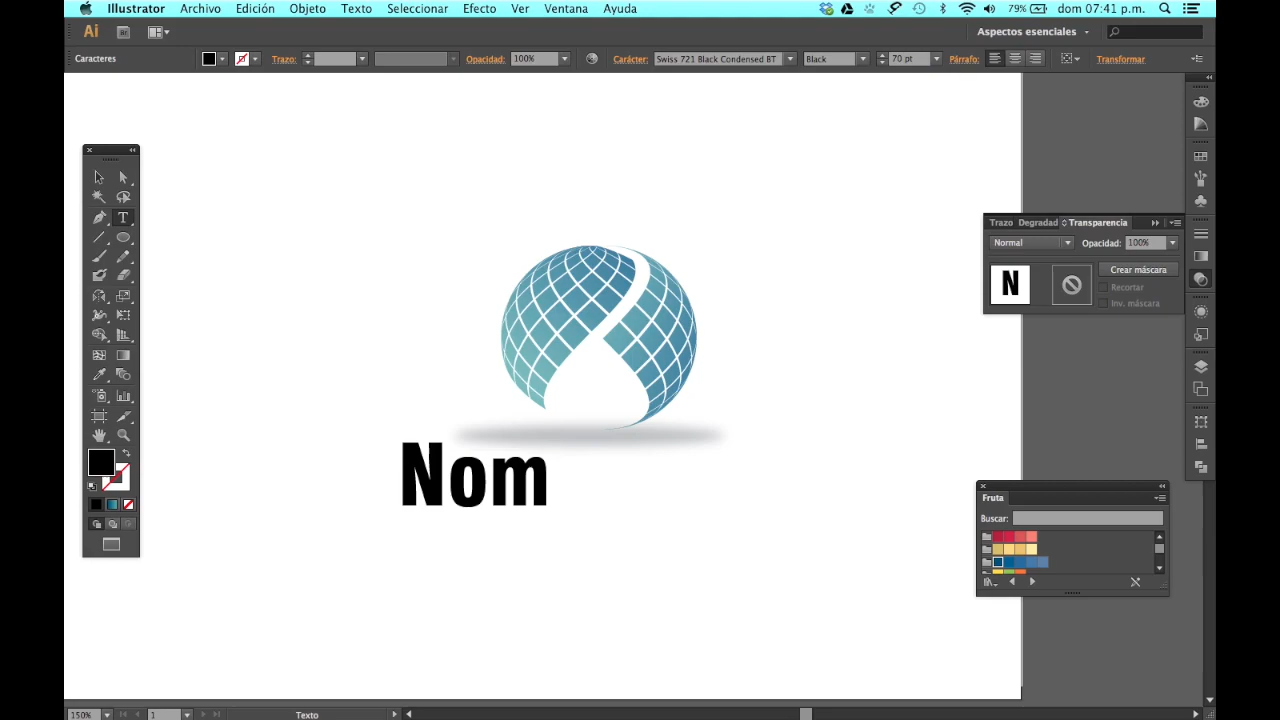 Illustrator Archivo Edición Objeto Texto Seleccionar Efecto Ver Ventana Ayuda 79% dom 07:41 p.m.
Ai Br Aspectos esenciales
Caracteres Trazo: Opacidad: 100% Carácter: Swiss 721 Black Condensed BT Black 70 pt Párrafo: Transformar
T
Trazo Degradad Transparencia
Normal Opacidad: 100%
N Crear máscara
Recortar
Inv. máscara
Nom
Fruta
Buscar:
150% 1 Texto